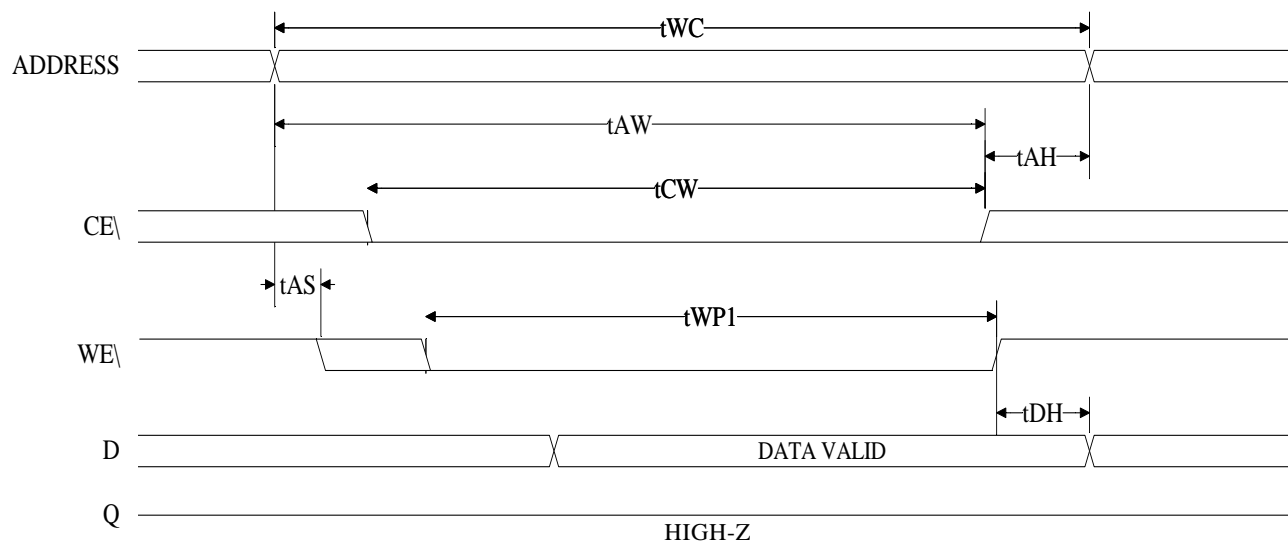 tWC
ADDRESS
tAW
tAH
tCW
CE\
tAS
tWP1
WE\
tDH
D DATA VALID
Q
HIGH-Z